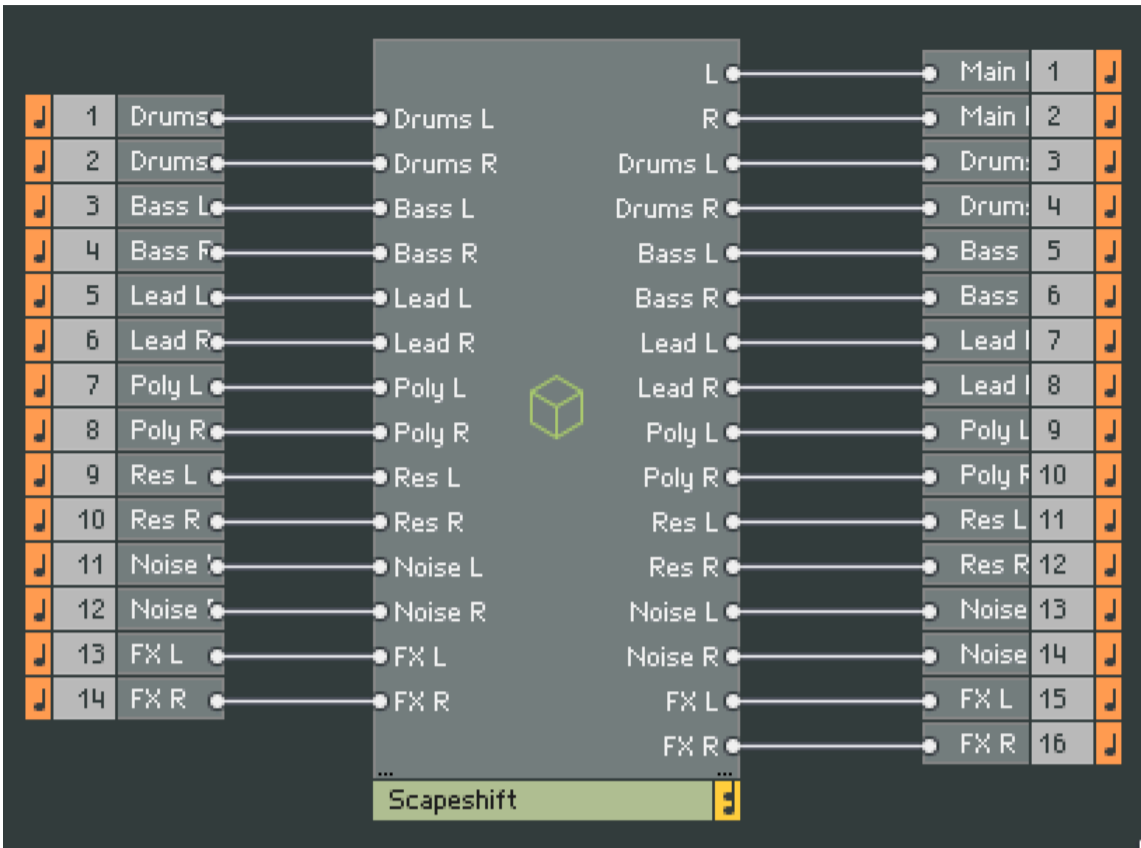 1 Drums
2 Drums
3 Bass L
4 Bass R
5 Lead L
6 Lead R
7 Poly L
8 Poly R
9 Res L
10 Res R
11 Noise
12 Noise
13 FX L
14 FX R
Drums L
Drums R
Bass L
Bass R
Lead L
Lead R
Poly L
Poly R
Res L
Res R
Noise L
Noise R
FX L
FX R
L
R
Drums L
Drums R
Bass L
Bass R
Lead L
Lead R
Poly L
Poly R
Res L
Res R
Noise L
Noise R
FX L
FX R
...
...
Scapeshift
Main 1
Main 2
Drums 3
Drums 4
Bass 5
Bass 6
Lead 7
Lead 8
Poly L 9
Poly R 10
Res L 11
Res R 12
Noise 13
Noise 14
FX L 15
FX R 16